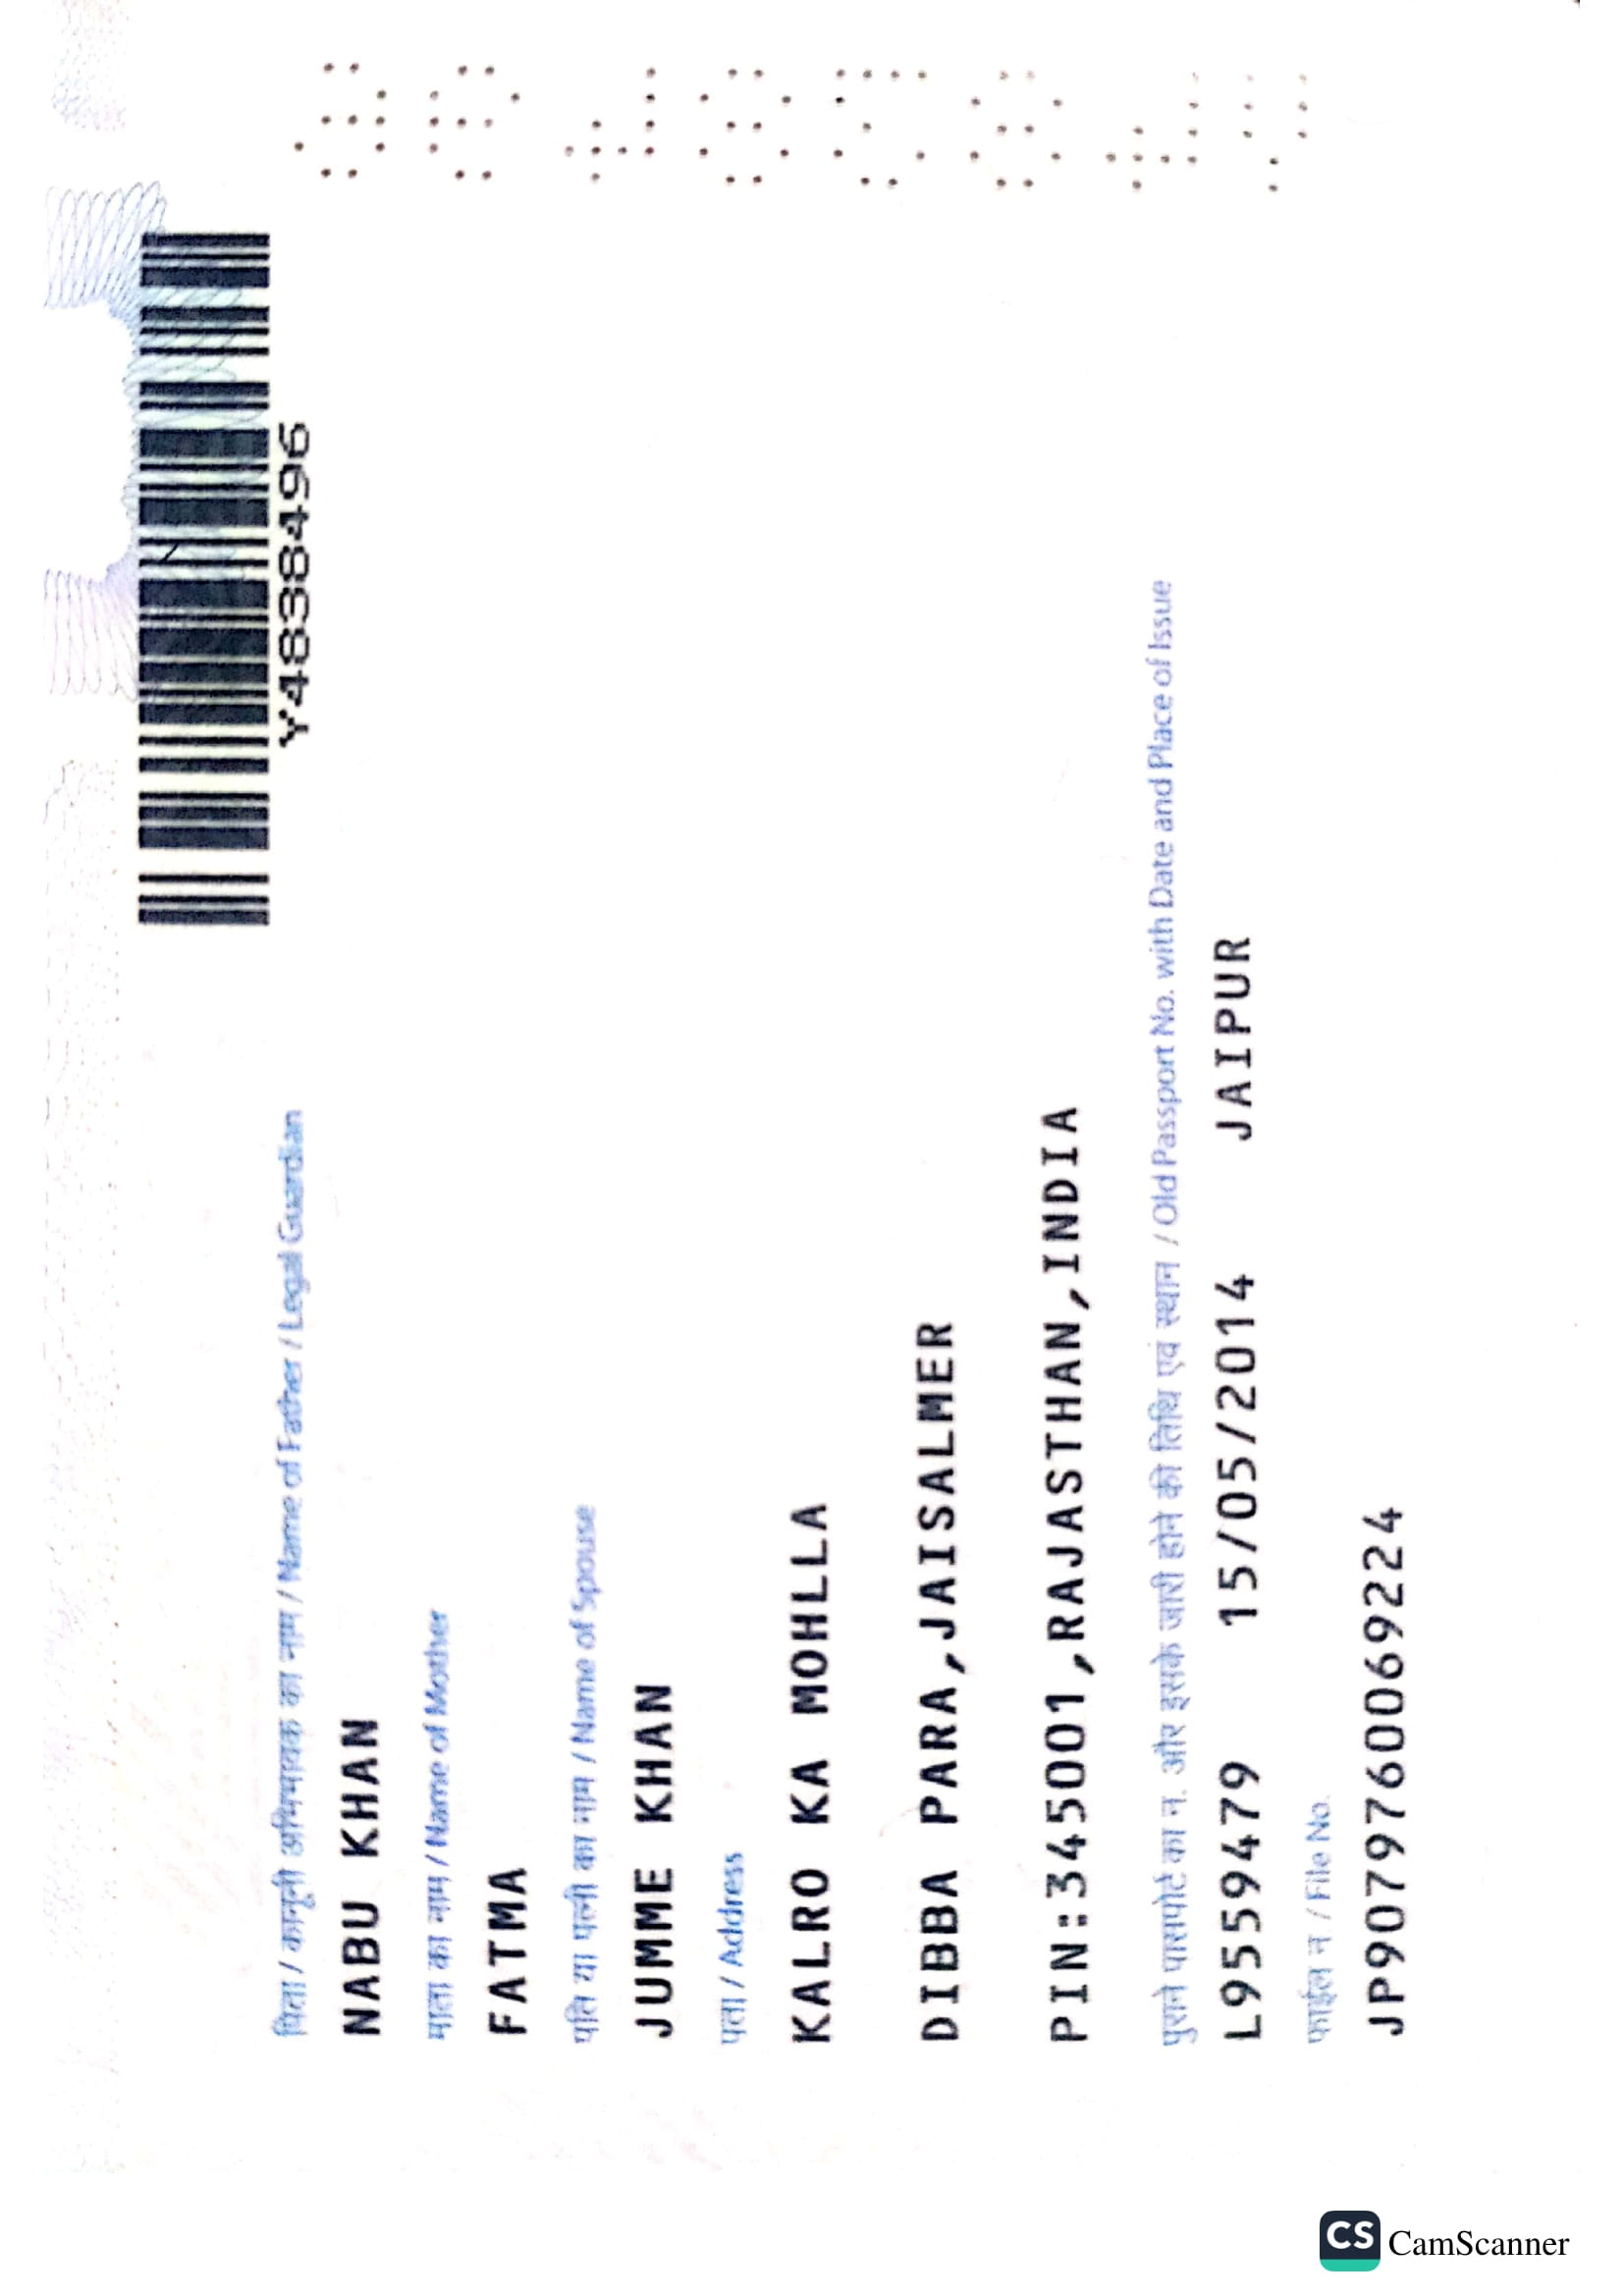 Y4838496
पिता / कानूनी अभिभावक का नाम / Name of Father / Legal Guardian
NABU KHAN
माता का नाम / Name of Mother
FATMA
पति या पत्नी का नाम / Name of Spouse
JUMME KHAN
पता / Address
KALRO KA MOHLLA
DIBBA PARA,JAISALMER
PIN:345001,RAJASTHAN,INDIA
पुराने पासपोर्ट का न. और इसके जारी होने की तिथि एवं स्थान / Old Passport No. with Date and Place of Issue
L9559479 15/05/2014 JAIPUR
फाईल न / File No.
JP9079760069224
Y4838496
CS CamScanner